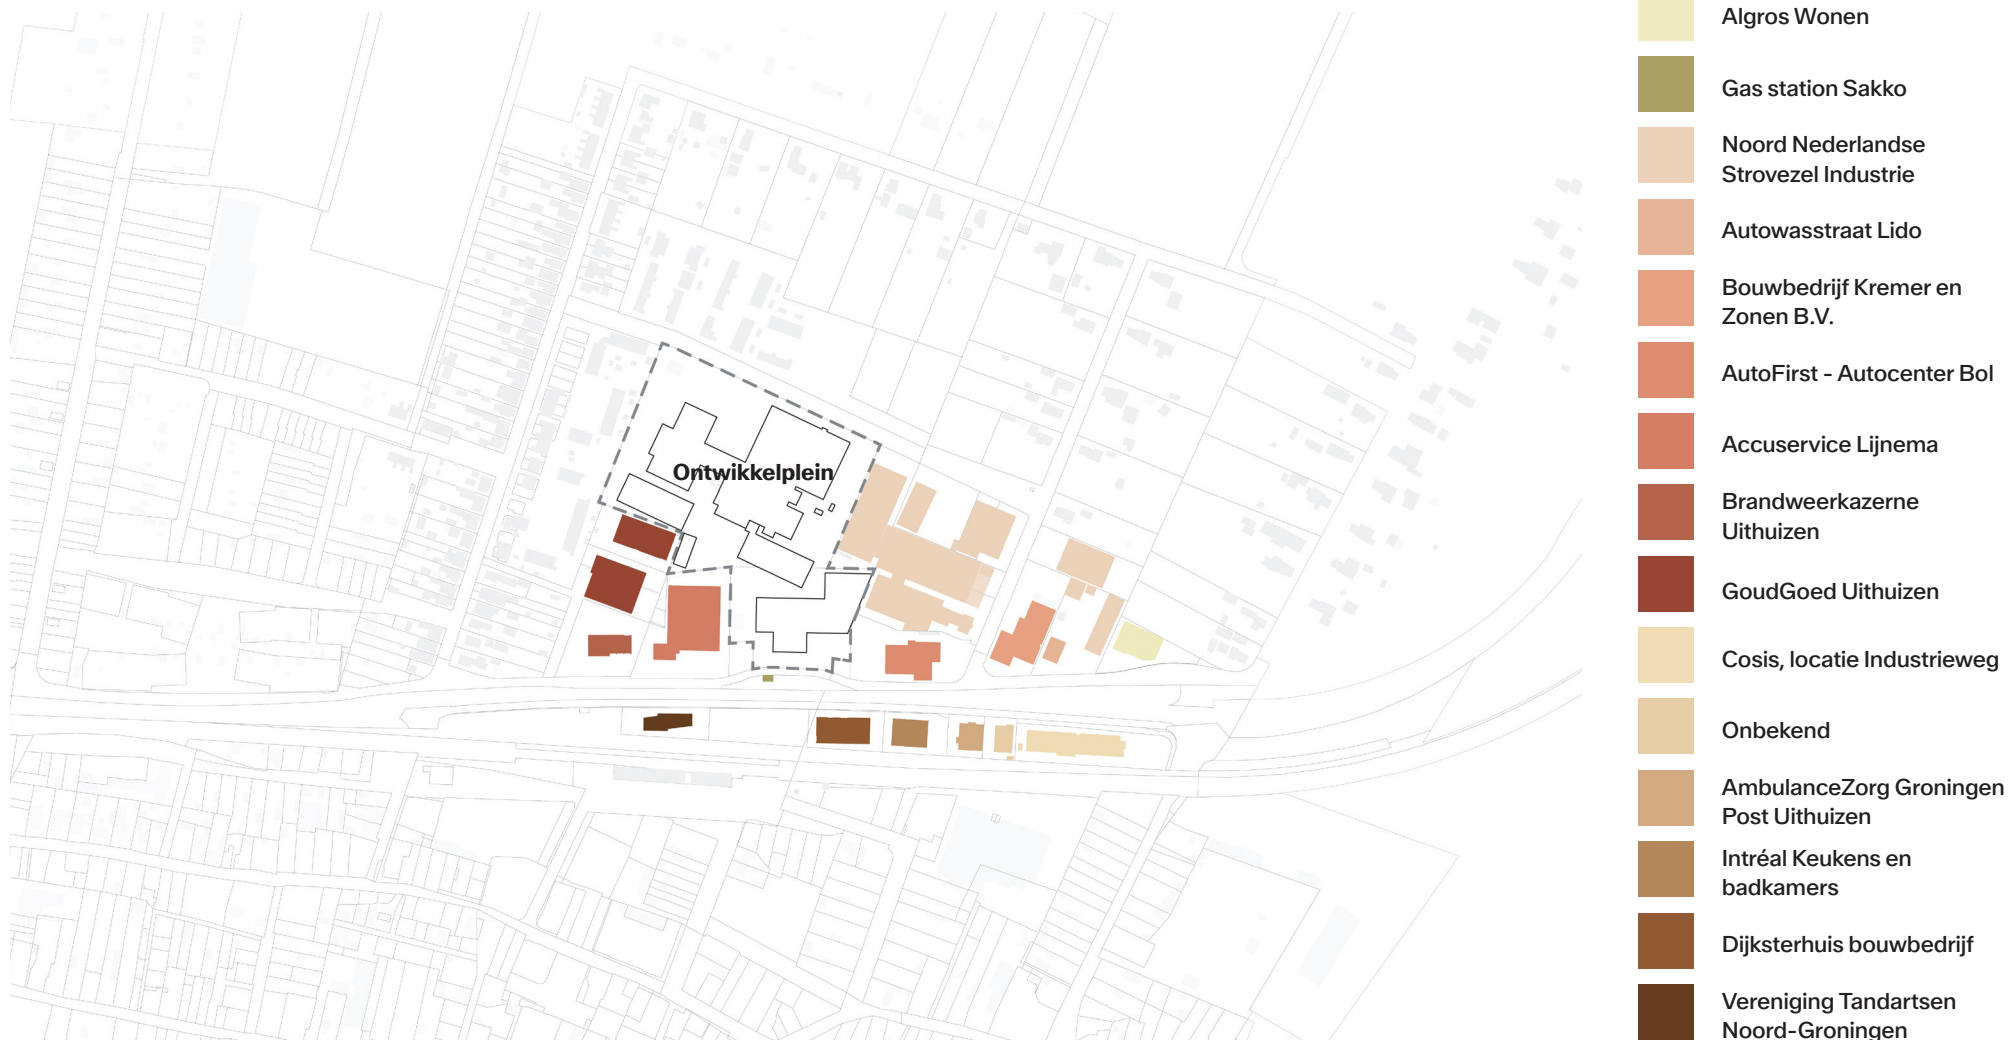 Ontwikkelplein
Algros Wonen
Gas station Sakko
Noord Nederlandse
Strovezel Industrie
Autowasstraat Lido
Bouwbedrijf Kremer en
Zonen B.V.
AutoFirst - Autocenter Bol
Accuservice Lijnema
Brandweerkazerne
Uithuizen
GoudGoed Uithuizen
Cosis, locatie Industrieweg
Onbekend
AmbulanceZorg Groningen
Post Uithuizen
Intréal Keukens en
badkamers
Dijksterhuis bouwbedrijf
Vereniging Tandartsen
Noord-Groningen